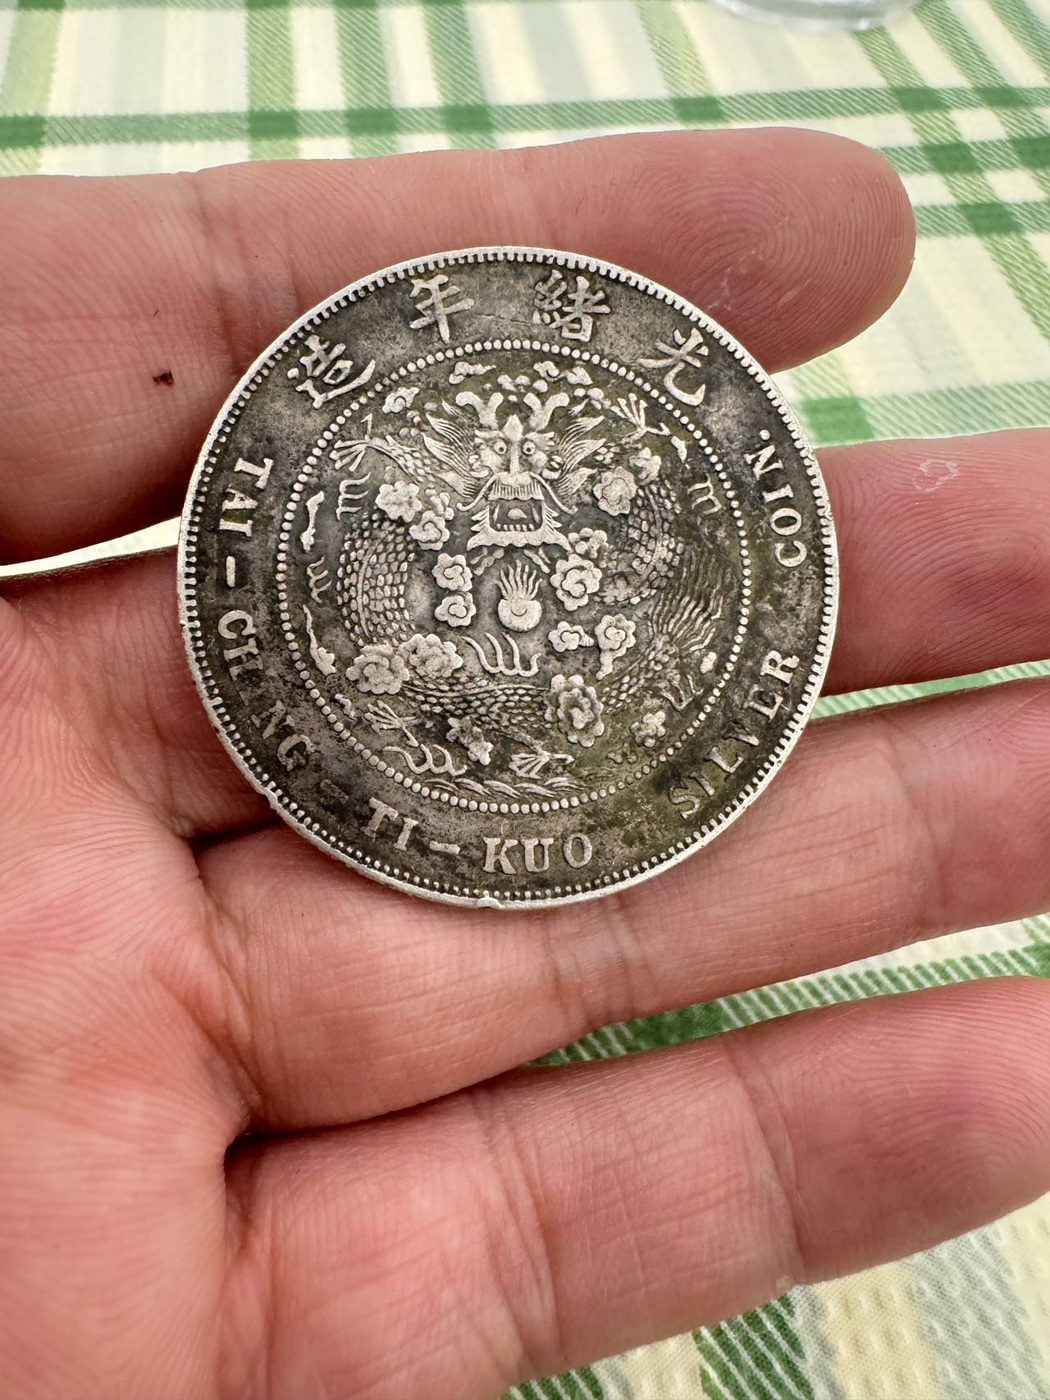 造年緒光
TAI-CHING-TI-KUO SILVER COIN.